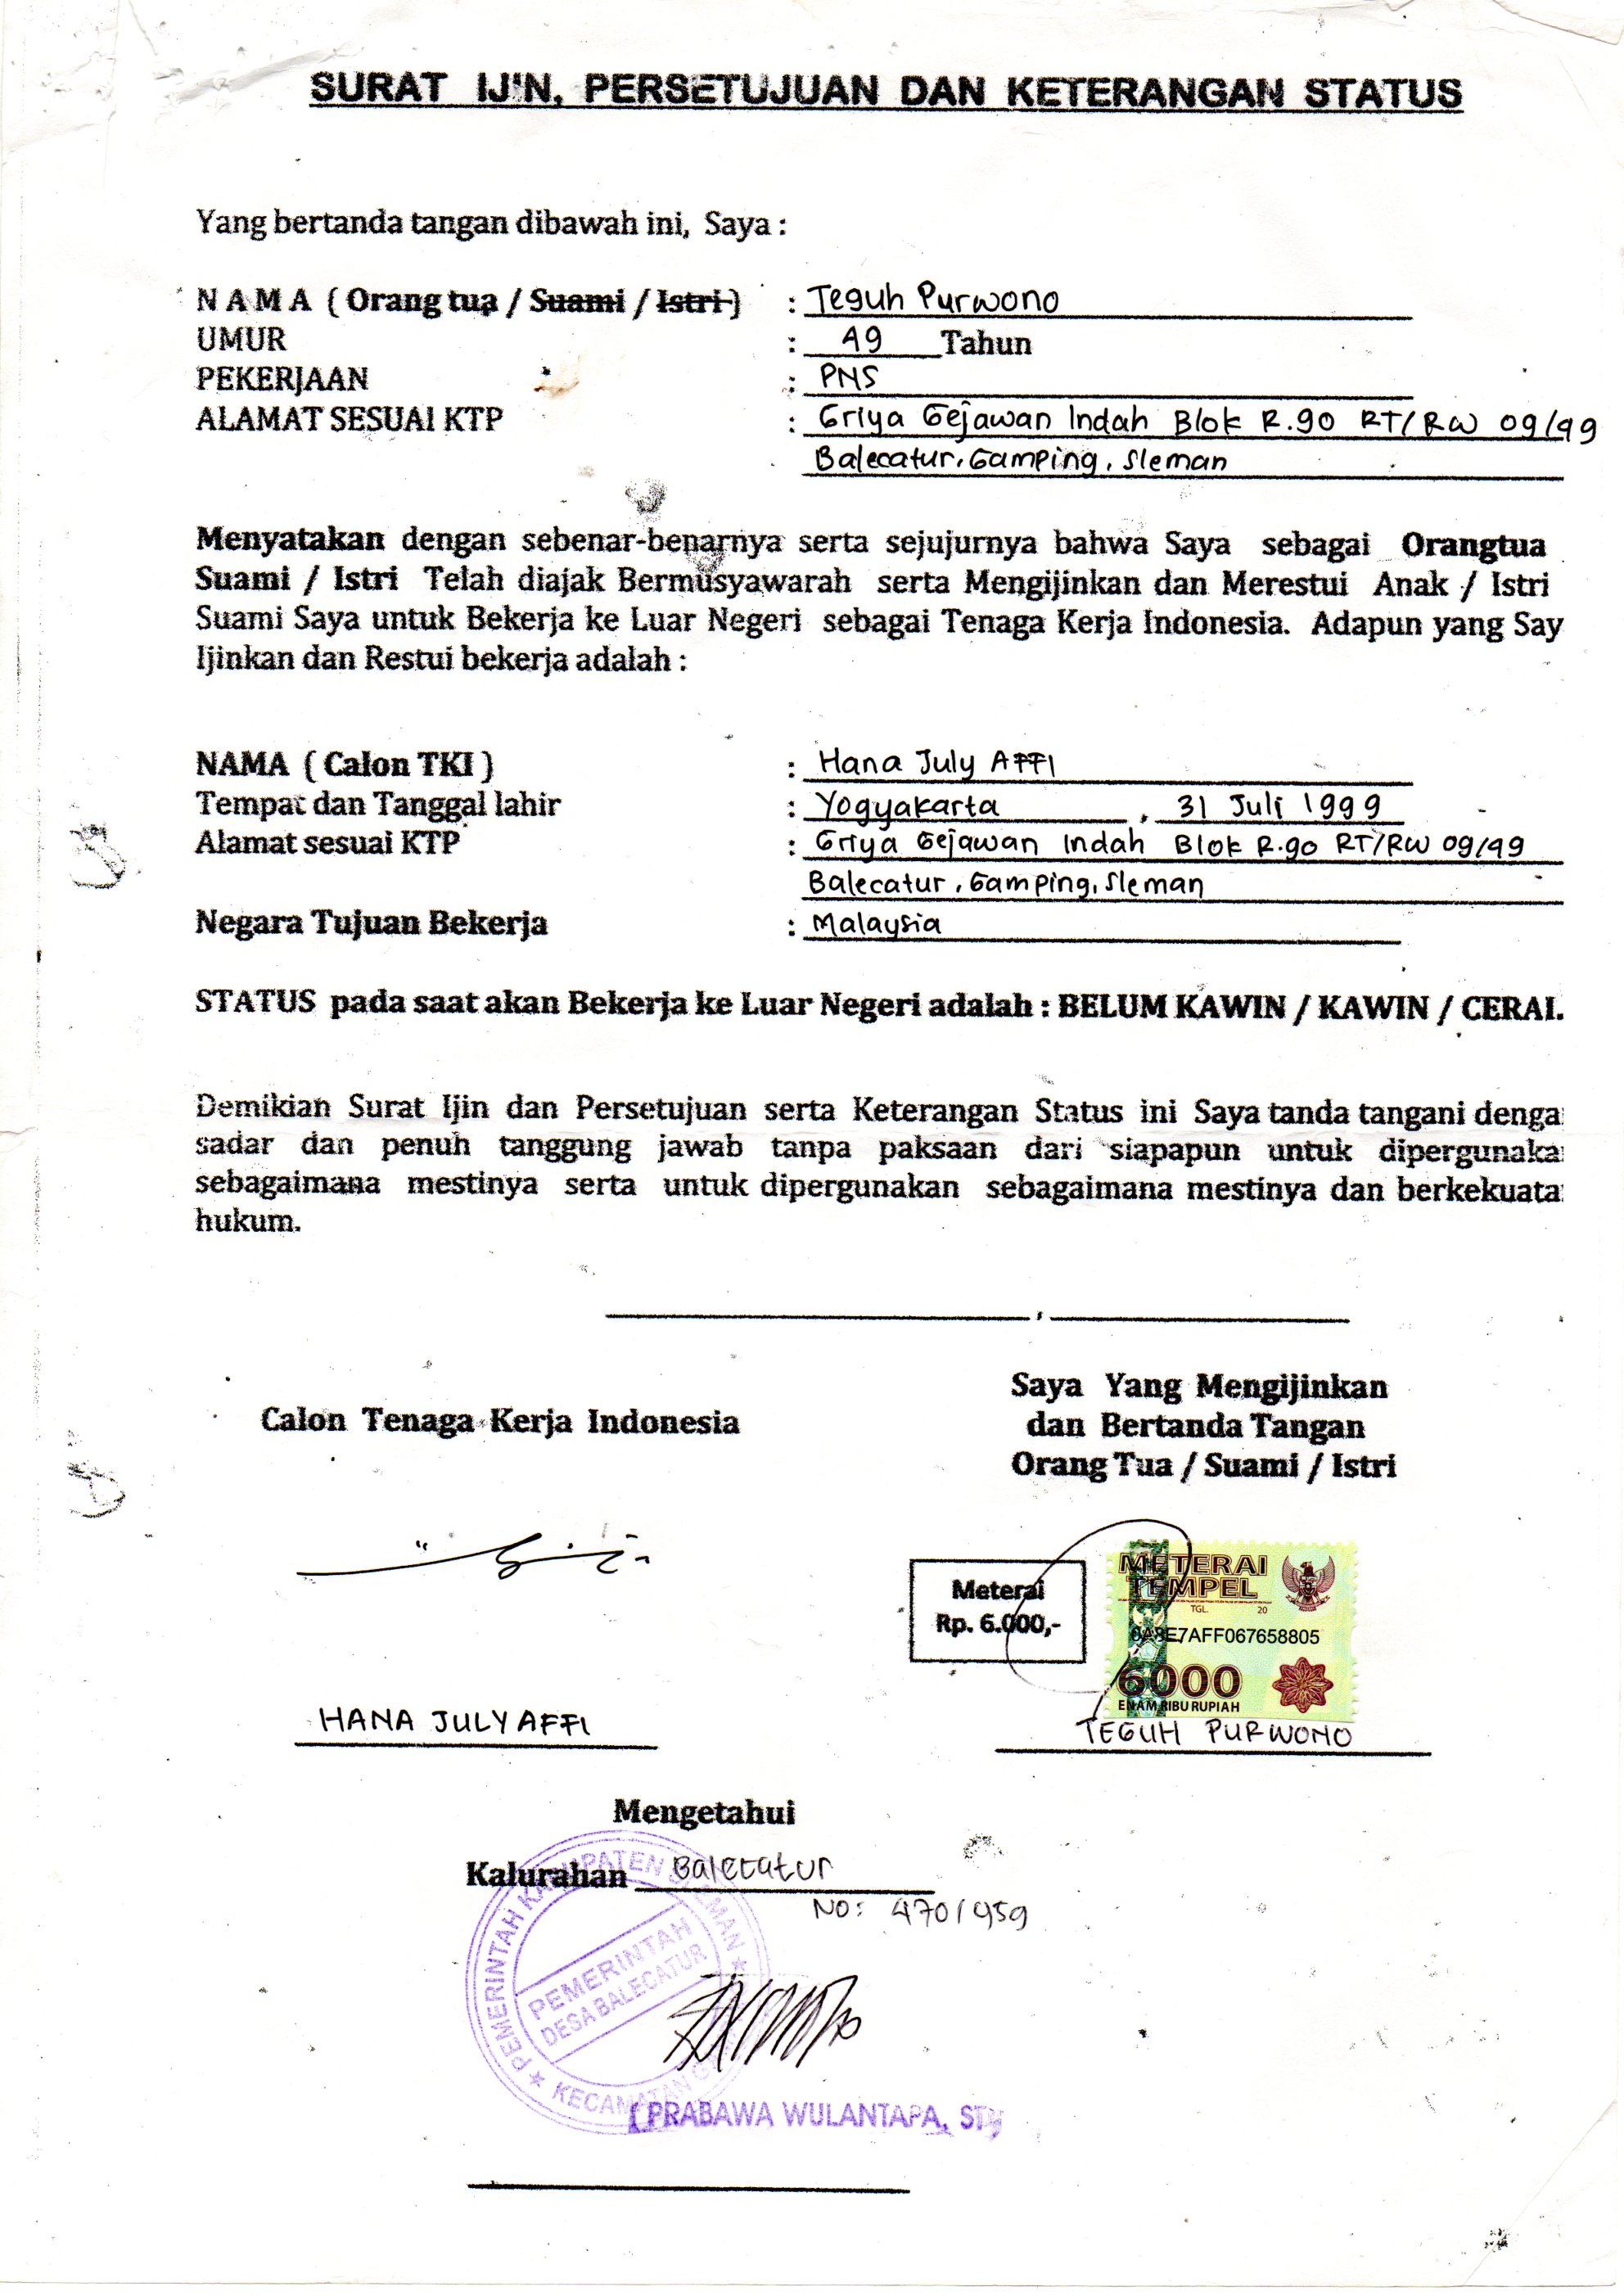 SURAT IJIN, PERSETUJUAN DAN KETERANGAN STATUS
Yang bertanda tangan dibawah ini, Saya :
N A M A ( Orang tua / Suami / Istri ) : Teguh Purwono
UMUR : 49 Tahun
PEKERJAAN : PNS
ALAMAT SESUAI KTP : Griya Gejawan Indah Blok R.90 RT/RW 09/49
Balecatur, Gamping, Sleman
Menyatakan dengan sebenar-benarnya serta sejujurnya bahwa Saya sebagai Orangtua
Suami / Istri Telah diajak Bermusyawarah serta Mengijinkan dan Merestui Anak / Istri
Suami Saya untuk Bekerja ke Luar Negeri sebagai Tenaga Kerja Indonesia. Adapun yang Say
Ijinkan dan Restui bekerja adalah :
NAMA ( Calon TKI ) : Hana July AFFI
Tempat dan Tanggal lahir : Yogyakarta , 31 Juli 1999
Alamat sesuai KTP : Griya Gejawan Indah Blok R.90 RT/RW 09/49
Balecatur, Gamping, Sleman
Negara Tujuan Bekerja : Malaysia
STATUS pada saat akan Bekerja ke Luar Negeri adalah : BELUM KAWIN / KAWIN / CERAI.
Demikian Surat Ijin dan Persetujuan serta Keterangan Status ini Saya tanda tangani denga
sadar dan penuh tanggung jawab tanpa paksaan dari siapapun untuk dipergunaka
sebagaimana mestinya serta untuk dipergunakan sebagaimana mestinya dan berkekuata
hukum.
Saya Yang Mengijinkan
dan Bertanda Tangan
Calon Tenaga Kerja Indonesia
Orang Tua / Suami / Istri
Meterai
Rp. 6.000,-
METERAI
TEMPEL
TGL. 20
0A8E7AFF067658805
6000
ENAM RIBU RUPIAH
HANA JULY AFFI
TEGUH PURWONO
Mengetahui
Kalurahan Balecatur
No: 470/459
PEMERINTAH KABUPATEN SLEMAN
PEMERINTAH
DESA BALECATUR
KECAMATAN
(PRABAWA WULANTAPA, ST)